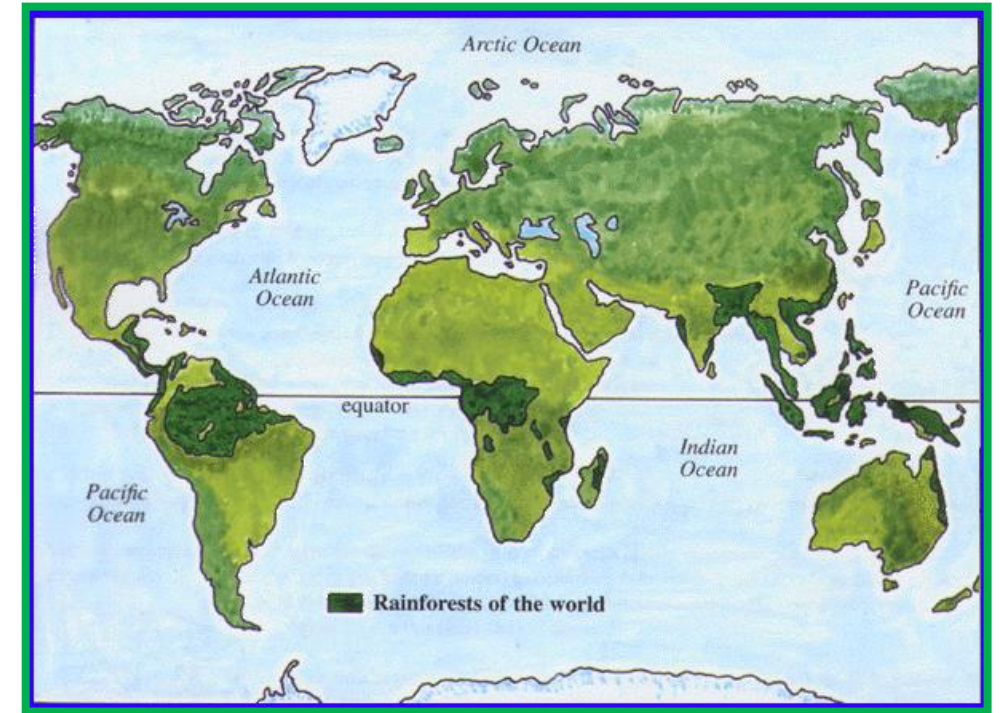 Arctic Ocean
Atlantic
Ocean
Pacific
Ocean
equator
Indian
Ocean
Pacific
Ocean
Rainforests of the world